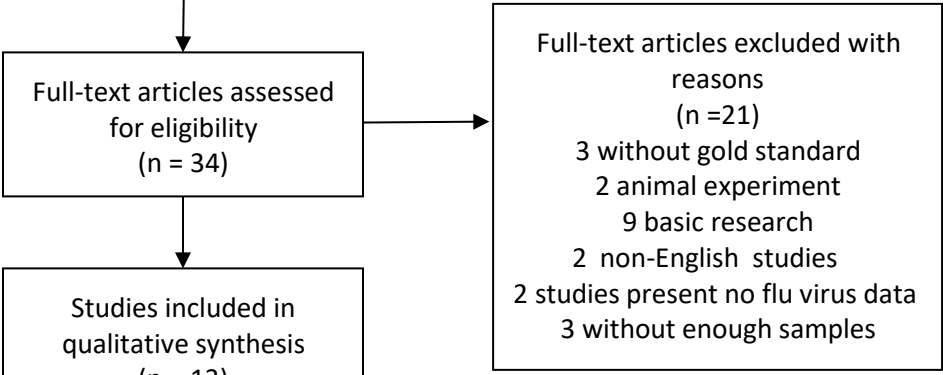 Full-text articles assessed
for eligibility
(n = 34)
Full-text articles excluded with
reasons
(n =21)
3 without gold standard
2 animal experiment
9 basic research
2 non-English studies
2 studies present no flu virus data
3 without enough samples
Studies included in
qualitative synthesis